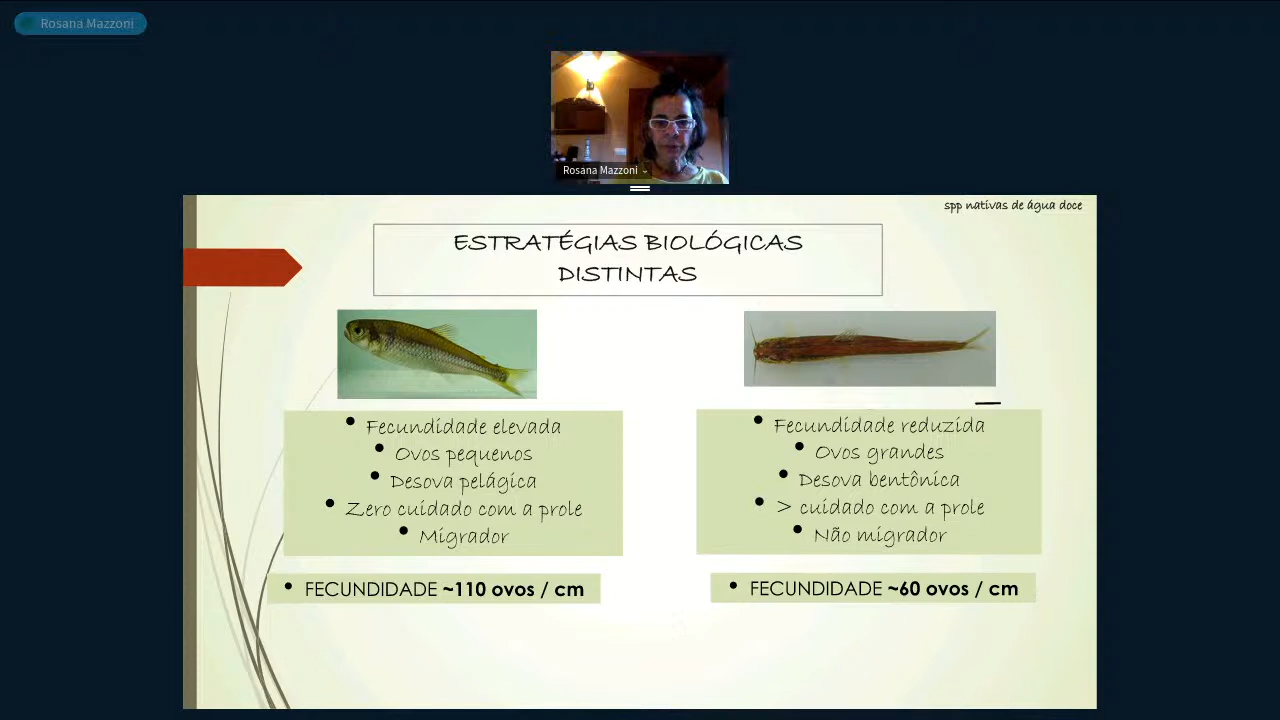 Rosana Mazzoni
Rosana Mazzoni
spp nativas de água doce
ESTRATÉGIAS BIOLÓGICAS
DISTINTAS
• Fecundidade elevada
• Ovos pequenos
• Desova pelágica
• Zero cuidado com a prole
• Migrador
• FECUNDIDADE ~110 ovos / cm
• Fecundidade reduzida
• Ovos grandes
• Desova bentônica
• > cuidado com a prole
• Não migrador
• FECUNDIDADE ~60 ovos / cm